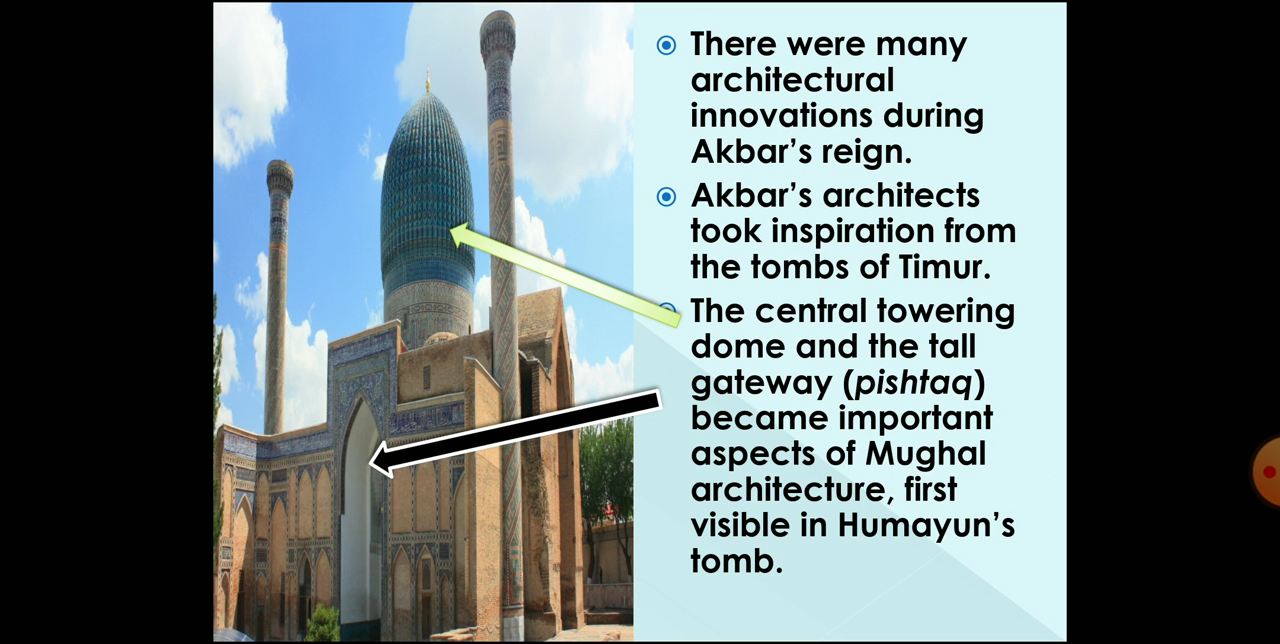 There were many
architectural
innovations during
Akbar’s reign.
Akbar’s architects
took inspiration from
the tombs of Timur.
The central towering
dome and the tall
gateway (pishtaq)
became important
aspects of Mughal
architecture, first
visible in Humayun’s
tomb.